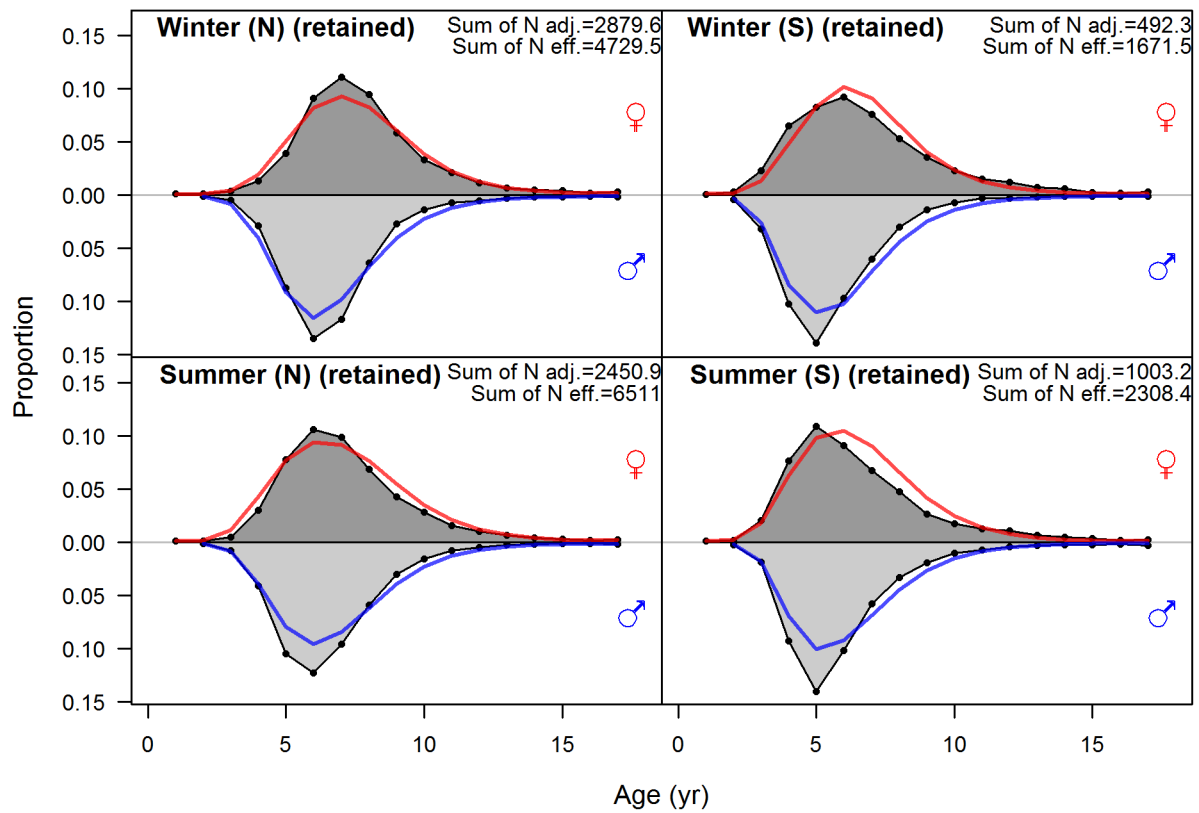 Winter (N) (retained)
Sum of N adj.=2879.6
Sum of N eff.=4729.5
Winter (S) (retained)
Sum of N adj.=492.3
Sum of N eff.=1671.5
0.15
0.10
0.05
0.00
0.05
0.10
0.15
♀
♂
♀
♂
Summer (N) (retained)
Sum of N adj.=2450.9
Sum of N eff.=6511
Summer (S) (retained)
Sum of N adj.=1003.2
Sum of N eff.=2308.4
0.15
0.10
0.05
0.00
0.05
0.10
0.15
♀
♂
♀
♂
0 5 10 15
0 5 10 15
Proportion
Age (yr)